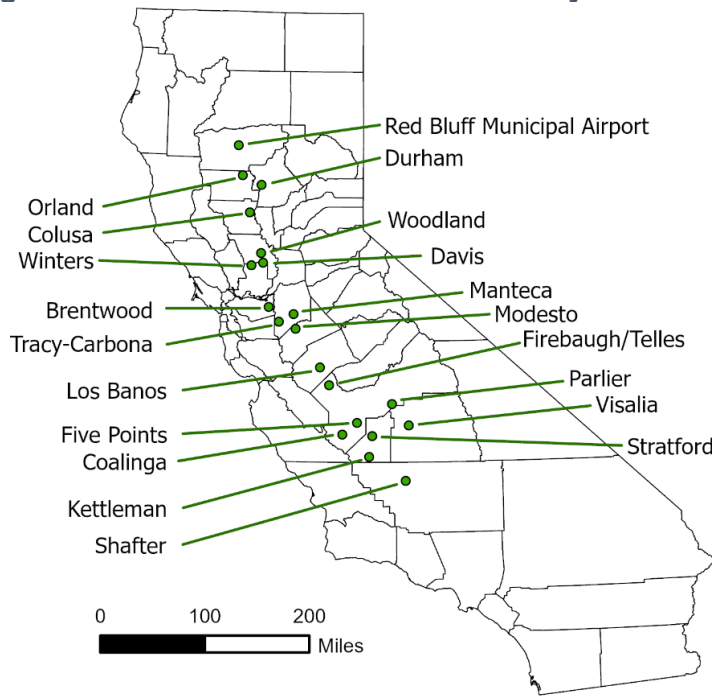 Red Bluff Municipal Airport
Durham
Orland
Colusa
Woodland
Winters
Davis
Manteca
Brentwood
Modesto
Tracy-Carbona
Firebaugh/Telles
Los Banos
Parlier
Visalia
Five Points
Stratford
Coalinga
Kettleman
Shafter
0 100 200
Miles